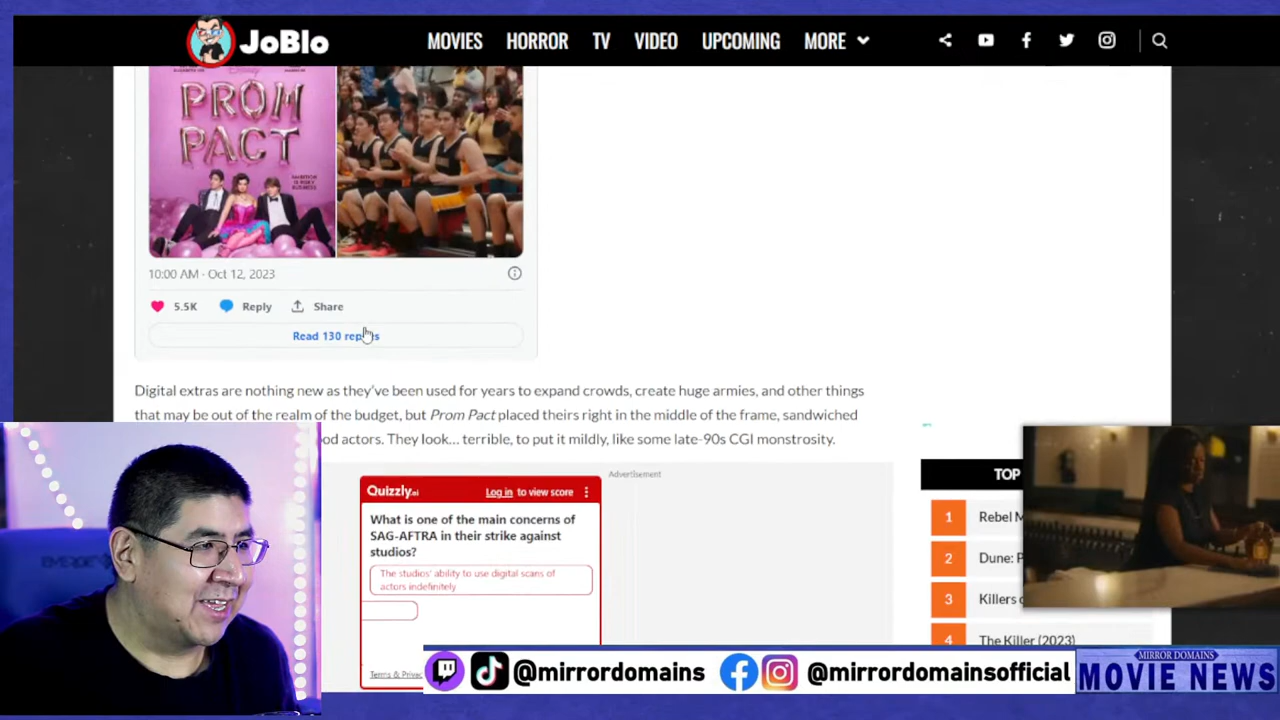 JoBlo
MOVIES HORROR TV VIDEO UPCOMING MORE
PROM
PACT
AMBITION
IS RISKY
BUSINESS
10:00 AM · Oct 12, 2023
5.5K Reply Share
Read 130
Digital extras are nothing new as they've been used for years to expand crowds, create huge armies, and other things
that may be out of the realm of the budget, but Prom Pact placed theirs right in the middle of the frame, sandwiched
actors. They look... terrible, to put it mildly, like some late-90s CGI monstrosity.
Advertisement
Quizzly.ai Log in to view score
What is one of the main concerns of
SAG-AFTRA in their strike against
studios?
The studios' ability to use digital scans of
actors indefinitely
Terms &
TOP
1 Rebel
2 Dune:
3 Killers
4 The Killer (2023)
@mirrordomains @mirrordomainsofficial
MIRROR DOMAINS
MOVIE NEWS